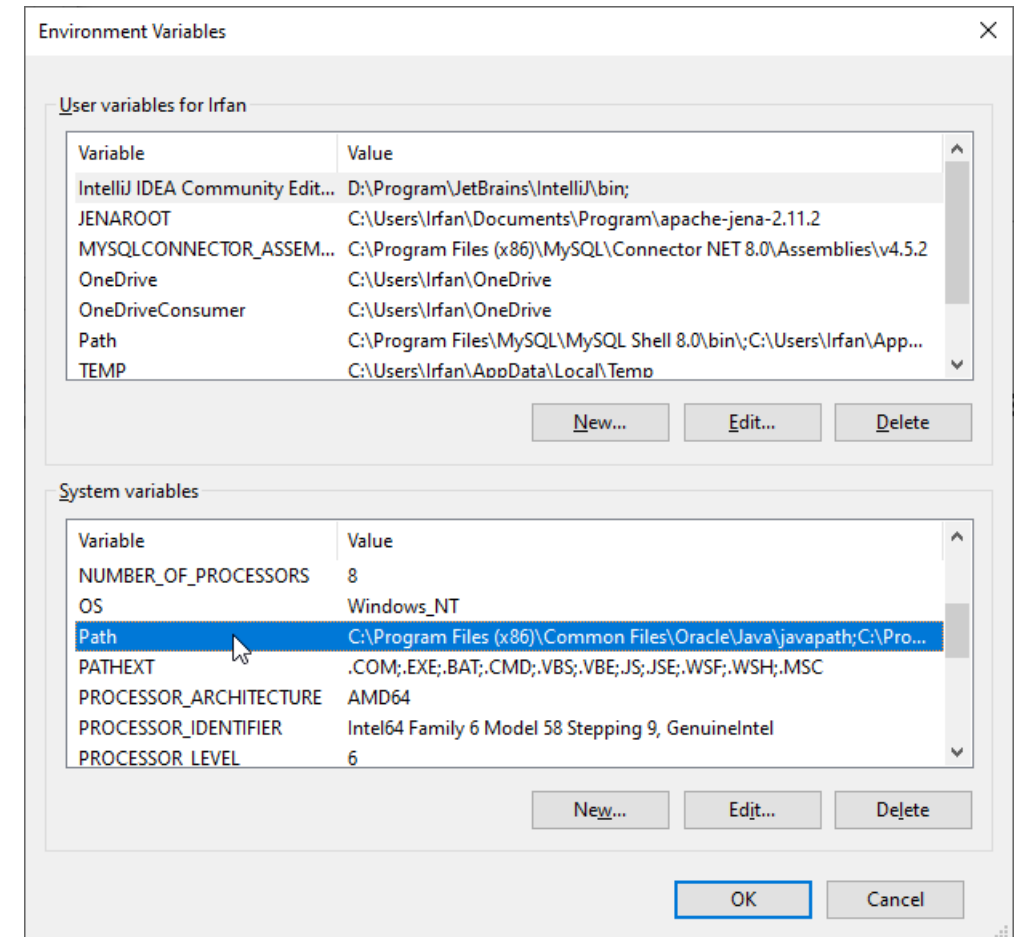 Environment Variables
User variables for Irfan
Variable Value
IntelliJ IDEA Community Edit... D:\Program\JetBrains\IntelliJ\bin;
JENAROOT C:\Users\Irfan\Documents\Program\apache-jena-2.11.2
MYSQLCONNECTOR_ASSEM... C:\Program Files (x86)\MySQL\Connector NET 8.0\Assemblies\v4.5.2
OneDrive C:\Users\Irfan\OneDrive
OneDriveConsumer C:\Users\Irfan\OneDrive
Path C:\Program Files\MySQL\MySQL Shell 8.0\bin\;C:\Users\Irfan\App...
TEMP C:\Users\Irfan\AppData\Local\Temp
New... Edit... Delete
System variables
Variable Value
NUMBER_OF_PROCESSORS 8
OS Windows_NT
Path C:\Program Files (x86)\Common Files\Oracle\Java\javapath;C:\Pro...
PATHEXT .COM;.EXE;.BAT;.CMD;.VBS;.VBE;.JS;.JSE;.WSF;.WSH;.MSC
PROCESSOR_ARCHITECTURE AMD64
PROCESSOR_IDENTIFIER Intel64 Family 6 Model 58 Stepping 9, GenuineIntel
PROCESSOR_LEVEL 6
New... Edit... Delete
OK Cancel